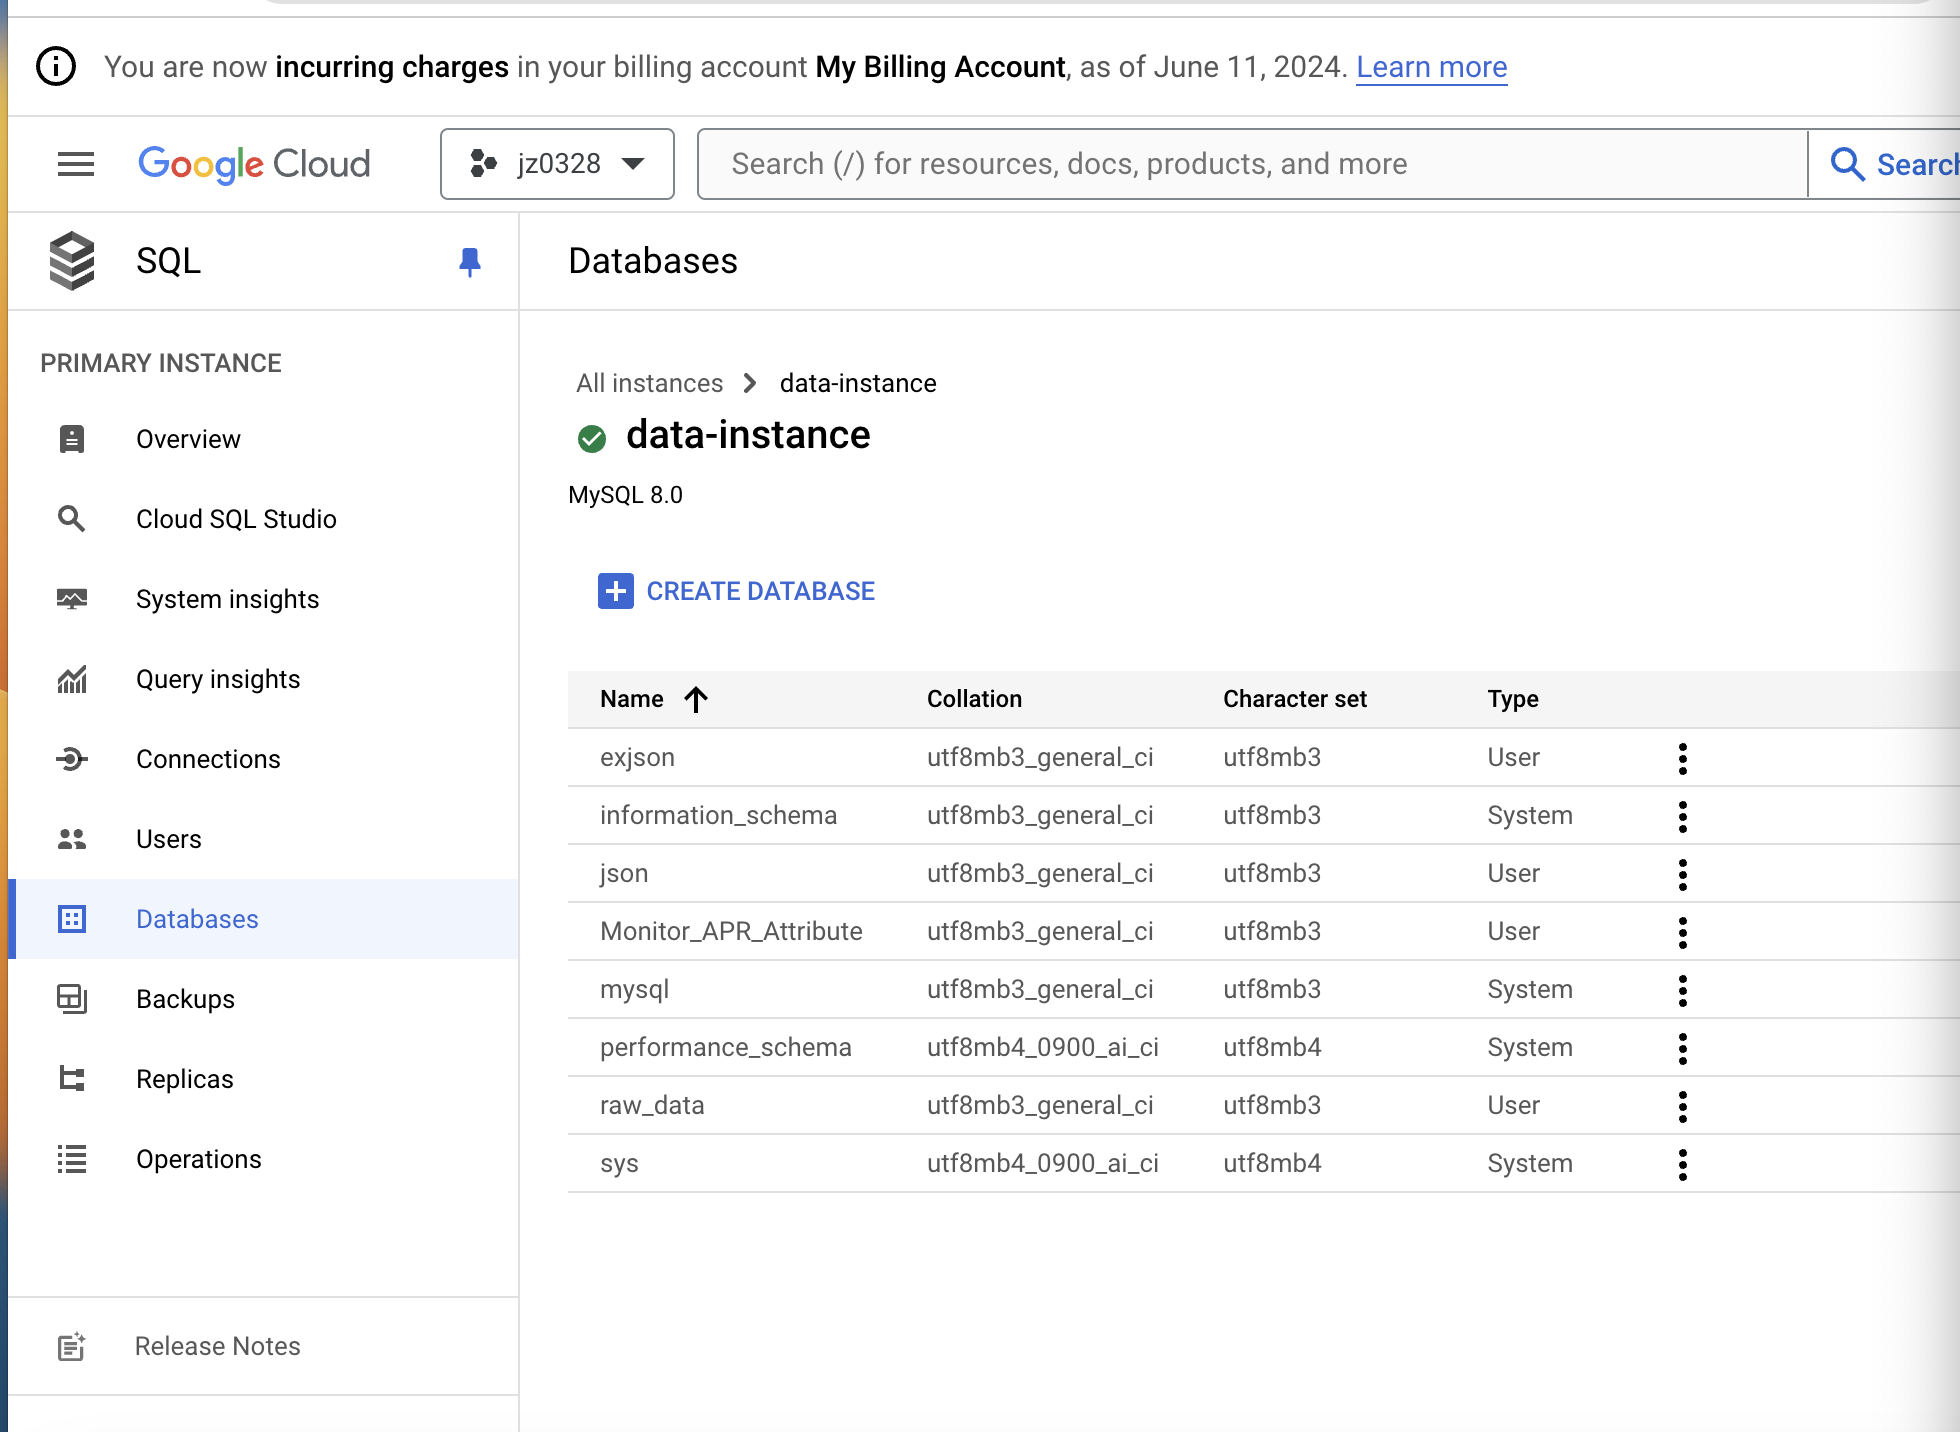 You are now incurring charges in your billing account My Billing Account, as of June 11, 2024. Learn more
Google Cloud
jz0328
Search (/) for resources, docs, products, and more
Search
SQL
Databases
PRIMARY INSTANCE
Overview
Cloud SQL Studio
System insights
Query insights
Connections
Users
Databases
Backups
Replicas
Operations
Release Notes
All instances > data-instance
data-instance
MySQL 8.0
CREATE DATABASE
Name Collation Character set Type
exjson utf8mb3_general_ci utf8mb3 User
information_schema utf8mb3_general_ci utf8mb3 System
json utf8mb3_general_ci utf8mb3 User
Monitor_APR_Attribute utf8mb3_general_ci utf8mb3 User
mysql utf8mb3_general_ci utf8mb3 System
performance_schema utf8mb4_0900_ai_ci utf8mb4 System
raw_data utf8mb3_general_ci utf8mb3 User
sys utf8mb4_0900_ai_ci utf8mb4 System